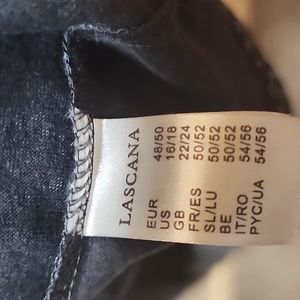 LASCANA
EUR 48/50
US 16/18
GB 22/24
FR/ES 50/52
SL/LU 50/52
BE 50/52
IT/RO 54/56
PYC/UA 54/56